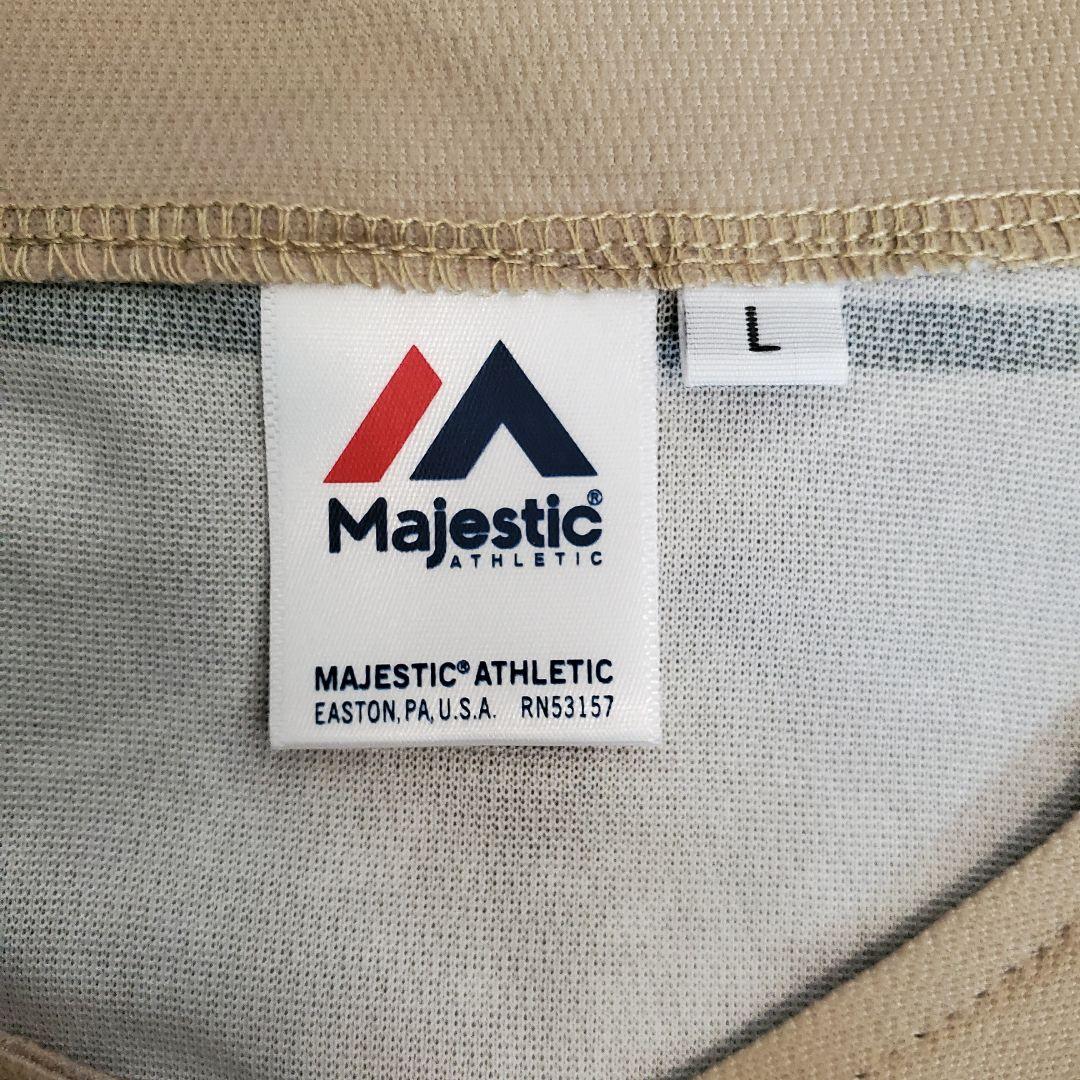 L
Majestic®
ATHLETIC
MAJESTIC® ATHLETIC
EASTON, PA, U.S.A. RN53157